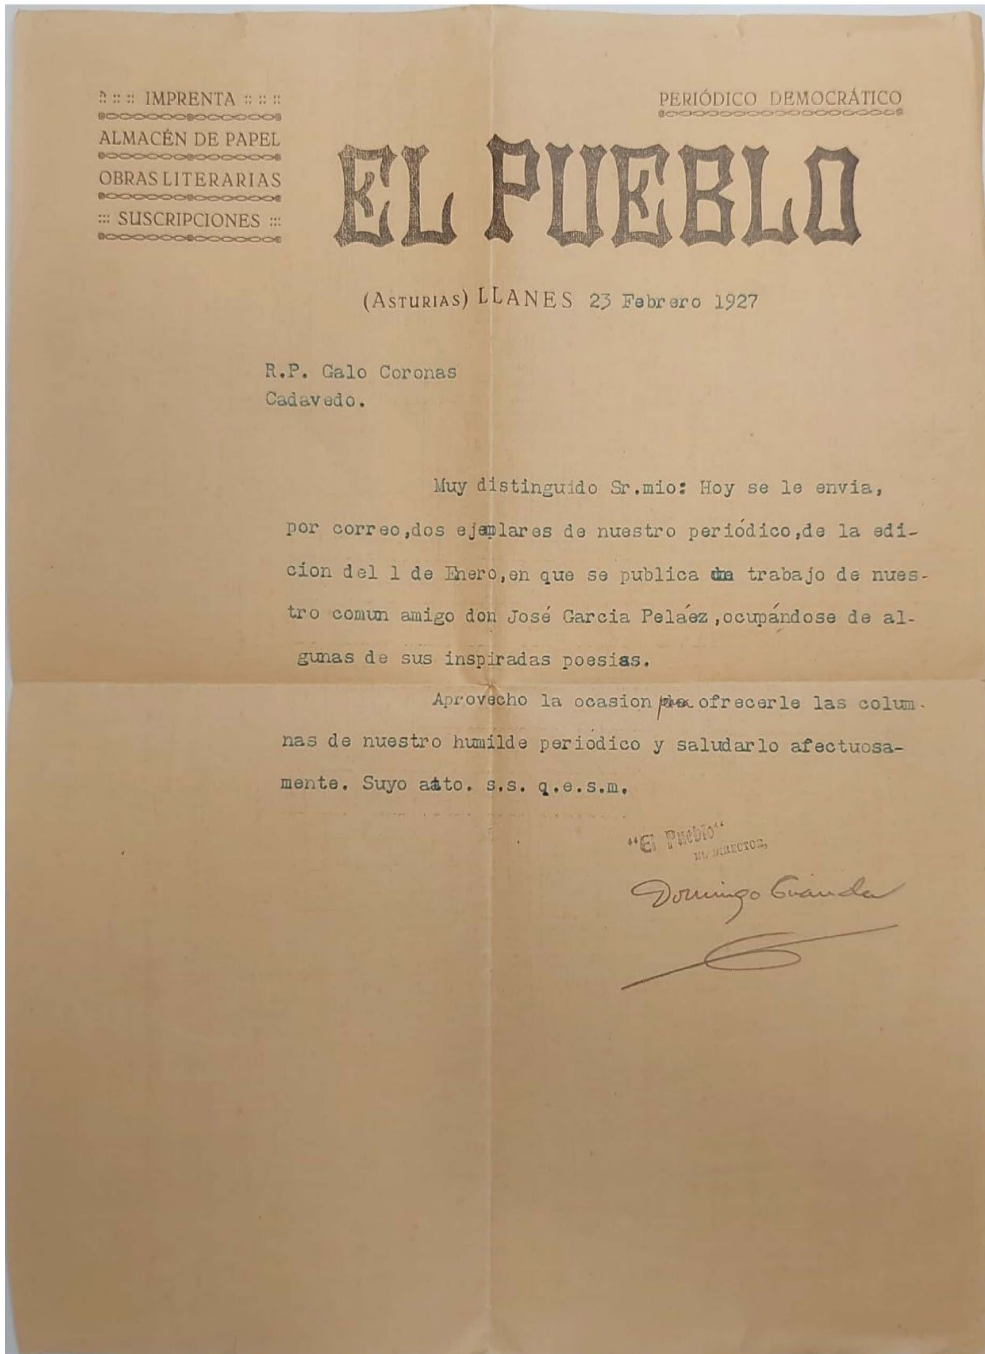 IMPRENTA
ALMACÉN DE PAPEL
OBRAS LITERARIAS
SUSCRIPCIONES
PERIÓDICO DEMOCRÁTICO
EL PUEBLO
(ASTURIAS) LLANES 23 Febrero 1927
R.P. Galo Coronas
Cadavedo.
Muy distinguido Sr.mio: Hoy se le envia,
por correo,dos ejemplares de nuestro periódico,de la edi-
cion del 1 de Enero,en que se publica un trabajo de nues-
tro comun amigo don José Garcia Peláez,ocupándose de al-
gunas de sus inspiradas poesias.
Aprovecho la ocasion para ofrecerle las colum-
nas de nuestro humilde periódico y saludarlo afectuosa-
mente. Suyo atto. s.s. q.e.s.m.
"El Pueblo"
EL DIRECTOR,
Domingo